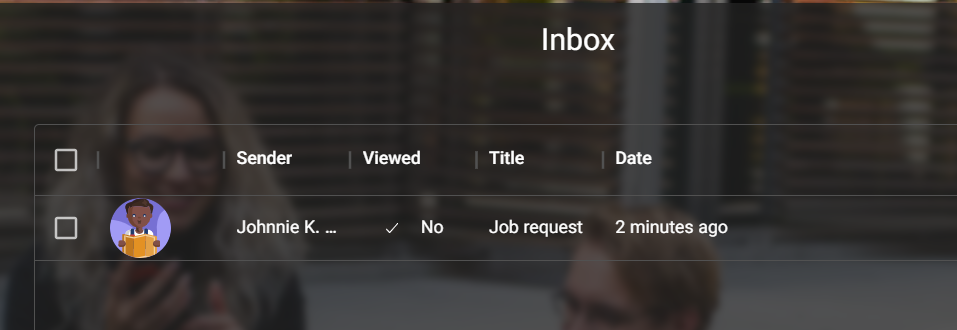 Inbox
Sender Viewed Title Date
Johnnie K. ... No Job request 2 minutes ago